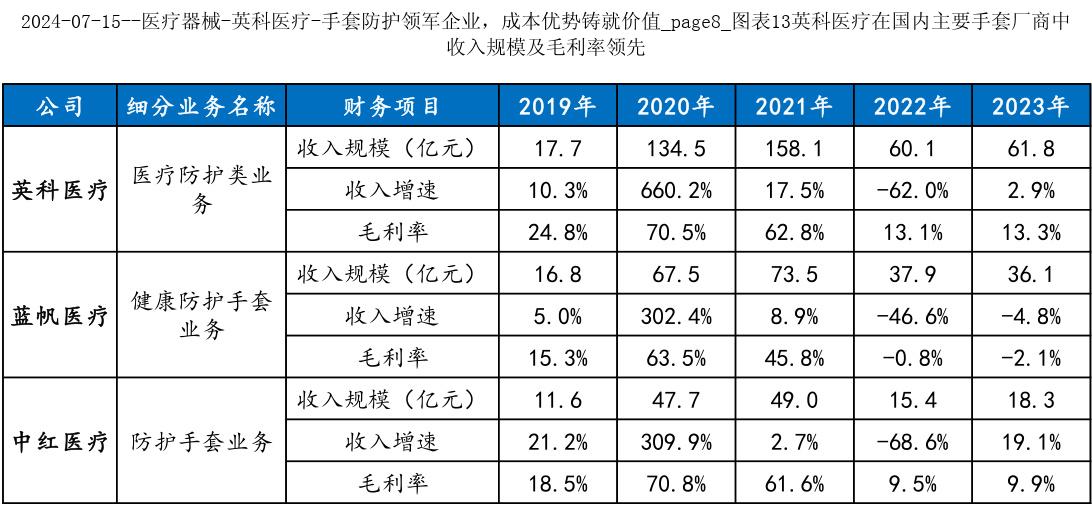 2024-07-15--医疗器械-英科医疗-手套防护领军企业，成本优势铸就价值_page8_图表13英科医疗在国内主要手套厂商中
收入规模及毛利率领先
公司 细分业务名称 财务项目 2019年 2020年 2021年 2022年 2023年
英科医疗 医疗防护类业务 收入规模（亿元） 17.7 134.5 158.1 60.1 61.8
收入增速 10.3% 660.2% 17.5% -62.0% 2.9%
毛利率 24.8% 70.5% 62.8% 13.1% 13.3%
蓝帆医疗 健康防护手套业务 收入规模（亿元） 16.8 67.5 73.5 37.9 36.1
收入增速 5.0% 302.4% 8.9% -46.6% -4.8%
毛利率 15.3% 63.5% 45.8% -0.8% -2.1%
中红医疗 防护手套业务 收入规模（亿元） 11.6 47.7 49.0 15.4 18.3
收入增速 21.2% 309.9% 2.7% -68.6% 19.1%
毛利率 18.5% 70.8% 61.6% 9.5% 9.9%